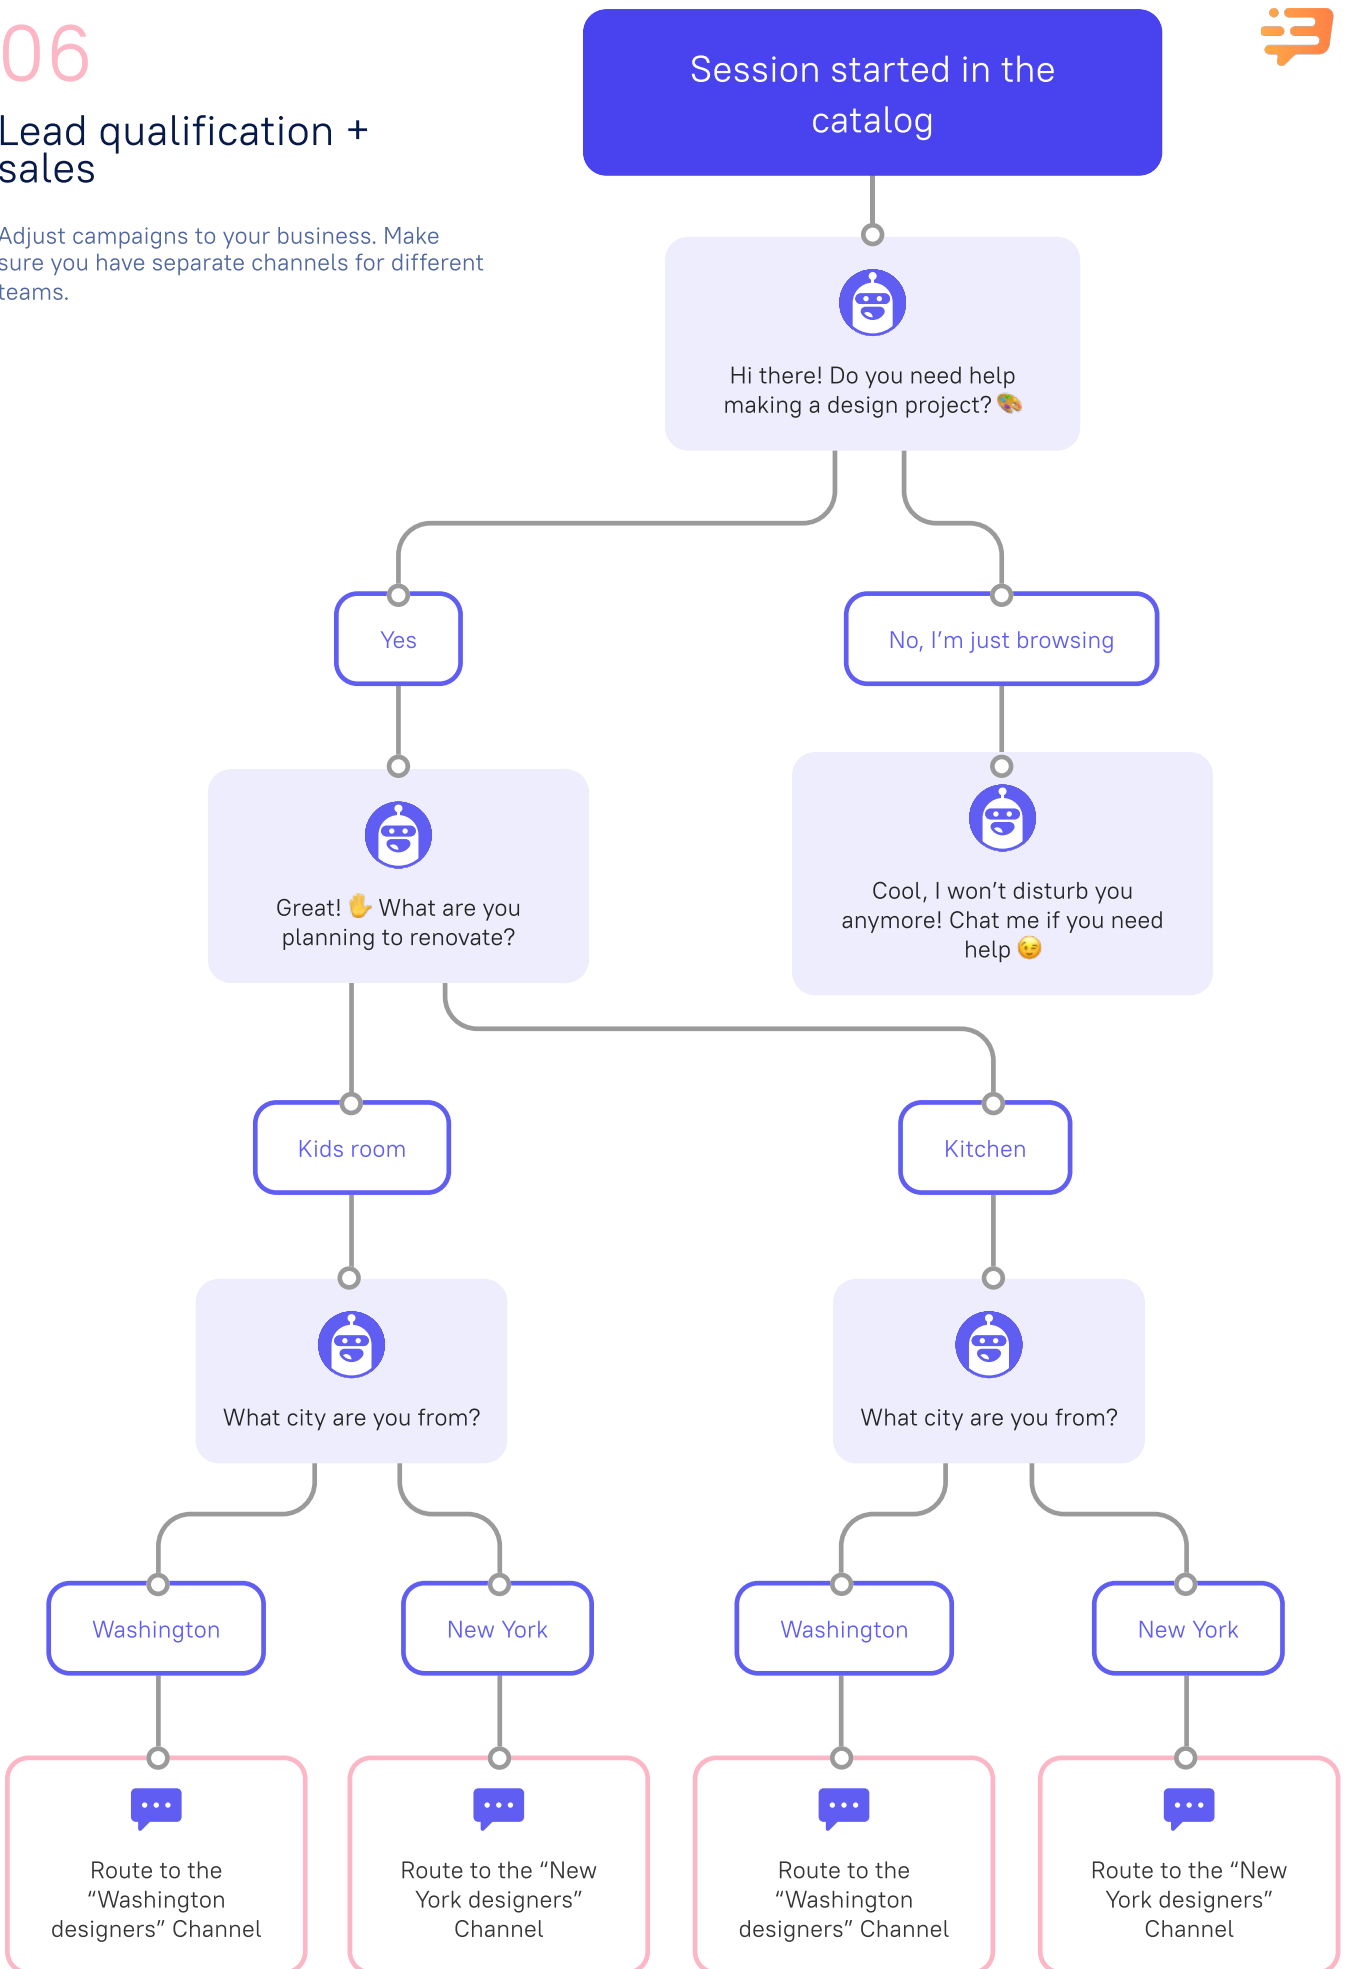 06
Lead qualification +
sales
Adjust campaigns to your business. Make
sure you have separate channels for different
teams.
Session started in the
catalog
Hi there! Do you need help
making a design project? 🎨
Yes
No, I’m just browsing
Great! ✋ What are you
planning to renovate?
Cool, I won’t disturb you
anymore! Chat me if you need
help 😉
Kids room
Kitchen
What city are you from?
What city are you from?
Washington
New York
Washington
New York
Route to the
“Washington
designers” Channel
Route to the “New
York designers”
Channel
Route to the
“Washington
designers” Channel
Route to the “New
York designers”
Channel